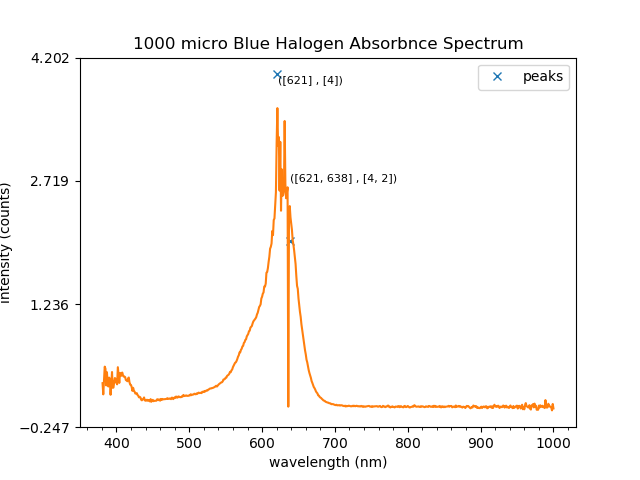 1000 micro Blue Halogen Absorbnce Spectrum
4.202
peaks
([621] , [4])
2.719
([621, 638] , [4, 2])
intensity (counts)
1.236
−0.247
400 500 600 700 800 900 1000
wavelength (nm)